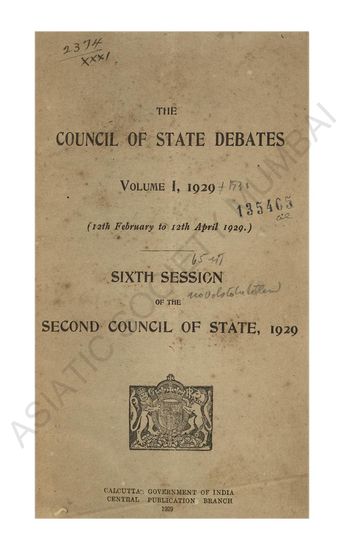 2374
XXXI
THE
COUNCIL OF STATE DEBATES
VOLUME I, 1929
135465
(12th February to 12th April 1929.)
SIXTH SESSION
OF THE
SECOND COUNCIL OF STATE, 1929
CALCUTTA: GOVERNMENT OF INDIA
CENTRAL PUBLICATION BRANCH
1929
ASIATIC SOCIETY MUMBAI